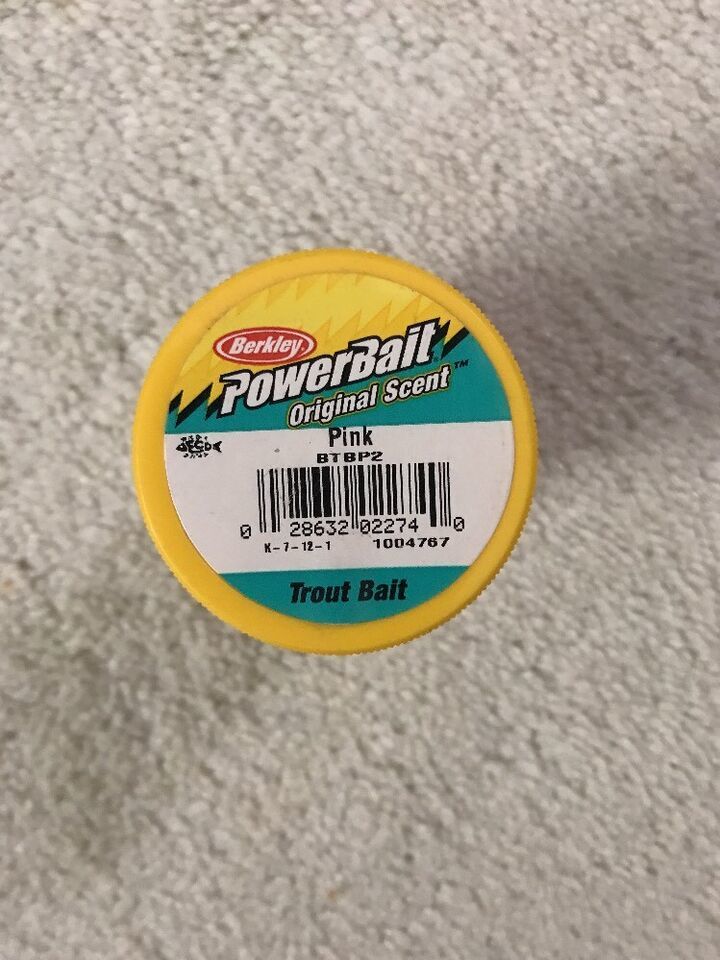 Berkley
PowerBait
Original Scent™
Pink
BTBP2
0 28632 02274 0
K-7-12-1 1004767
Trout Bait